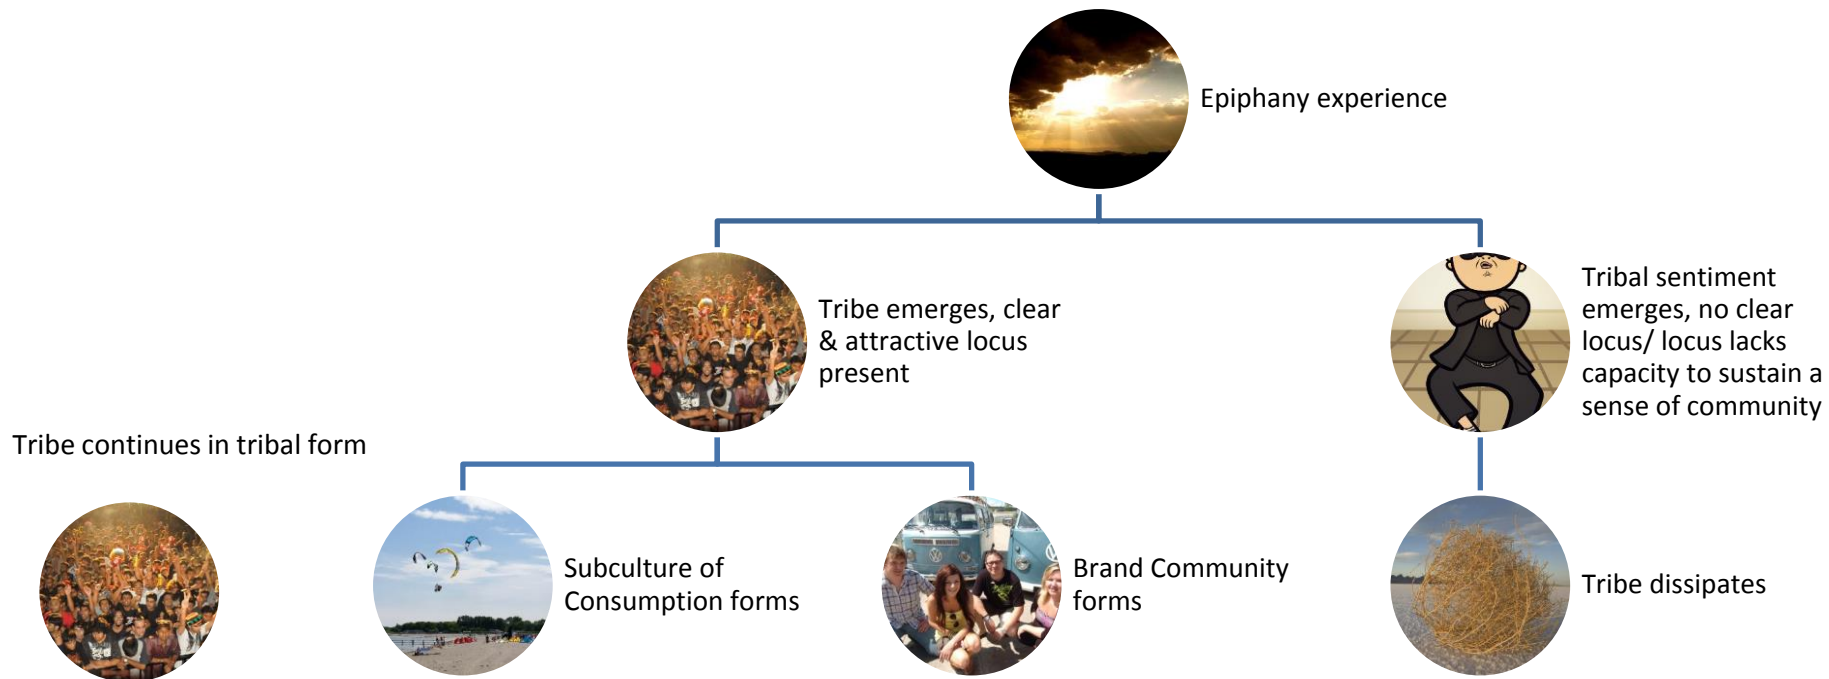 Epiphany experience
Tribe emerges, clear
& attractive locus
present
Tribal sentiment
emerges, no clear
locus/ locus lacks
capacity to sustain a
sense of community
Tribe continues in tribal form
Subculture of
Consumption forms
Brand Community
forms
Tribe dissipates